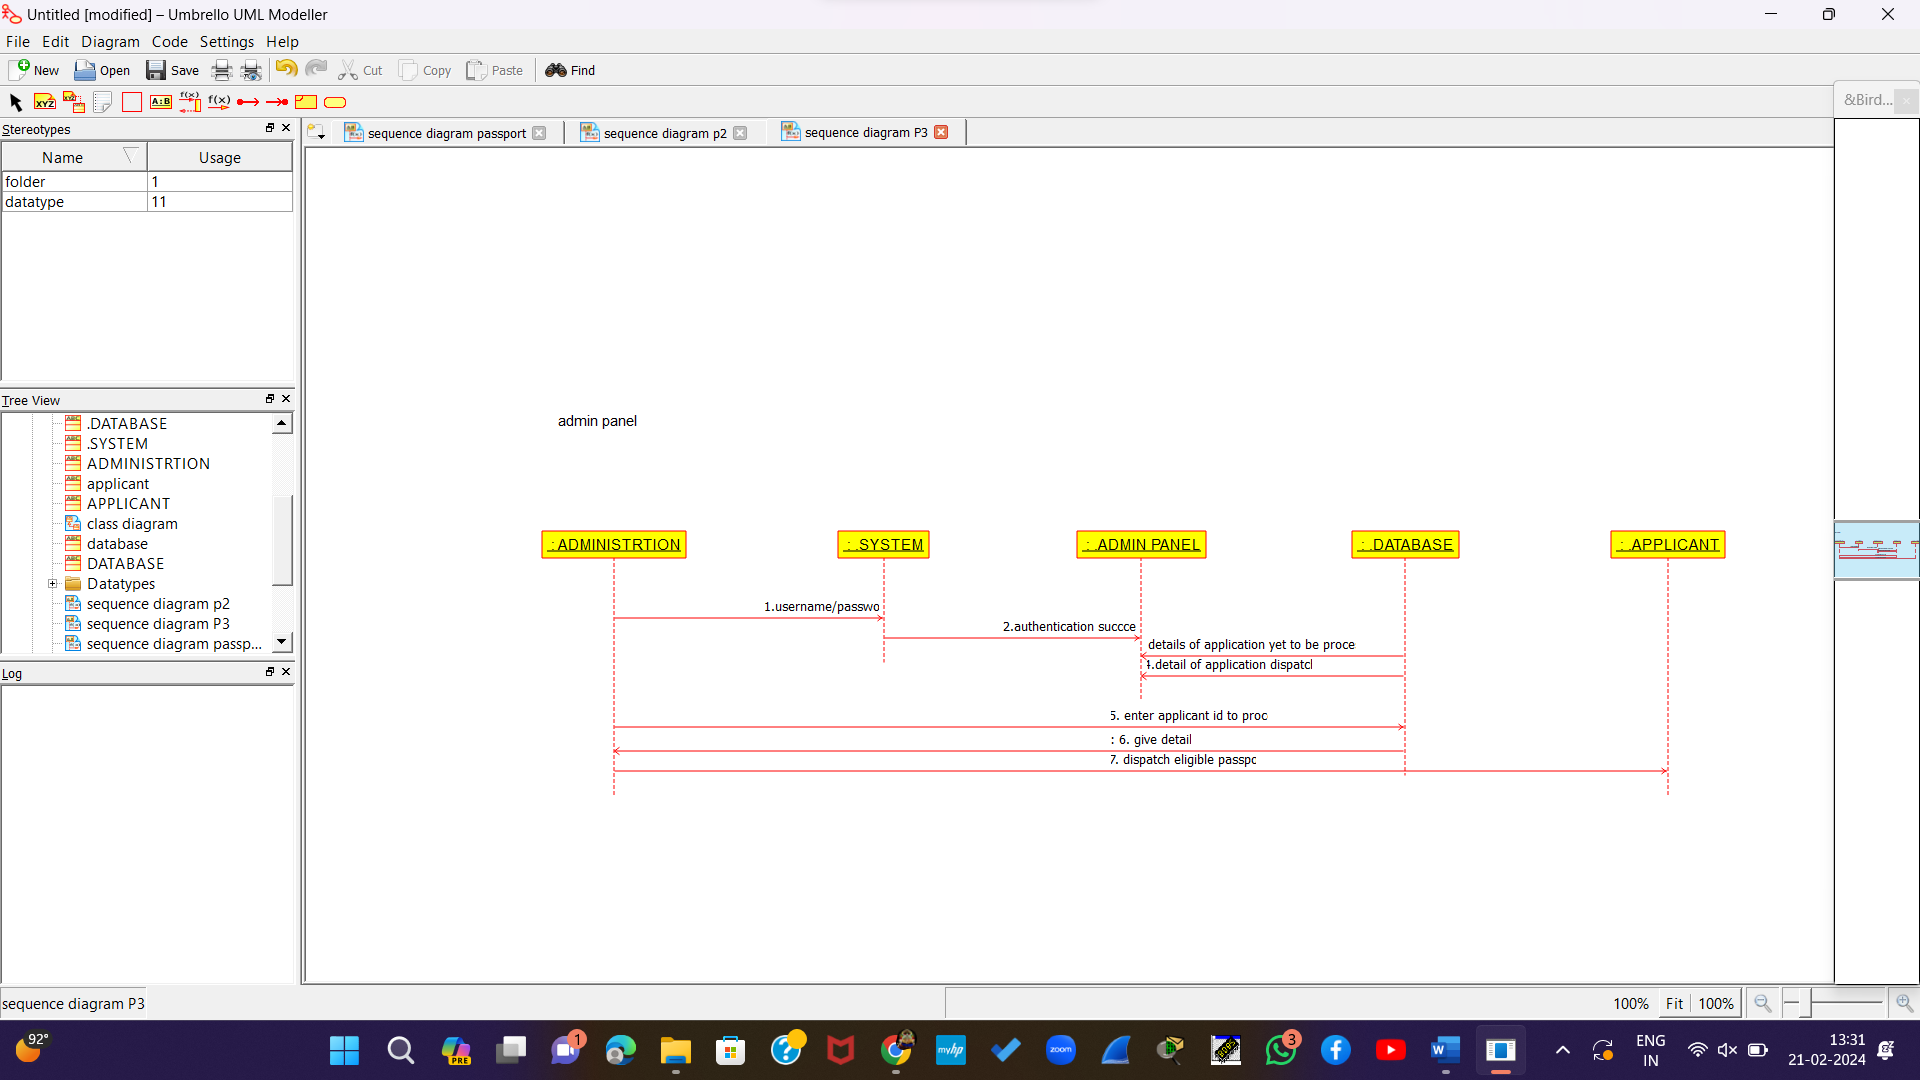 Untitled [modified] – Umbrello UML Modeller
File Edit Diagram Code Settings Help
New Open Save Cut Copy Paste Find
XYZ A:B f(x) f(x)
&Bird...
Stereotypes
sequence diagram passport sequence diagram p2 sequence diagram P3
Name Usage
folder 1
datatype 11
Tree View
.DATABASE
.SYSTEM
ADMINISTRTION
applicant
APPLICANT
class diagram
database
DATABASE
Datatypes
sequence diagram p2
sequence diagram P3
sequence diagram passp...
Log
admin panel
: ADMINISTRTION : .SYSTEM : .ADMIN PANEL : .DATABASE : .APPLICANT
1.username/passwo
2.authentication succce
details of application yet to be proce
.detail of application dispatcl
5. enter applicant id to proc
: 6. give detail
7. dispatch eligible passpc
sequence diagram P3
100% Fit 100%
92°
PRE
1
myhp
zoom
3
W
ENG
IN
13:31
21-02-2024